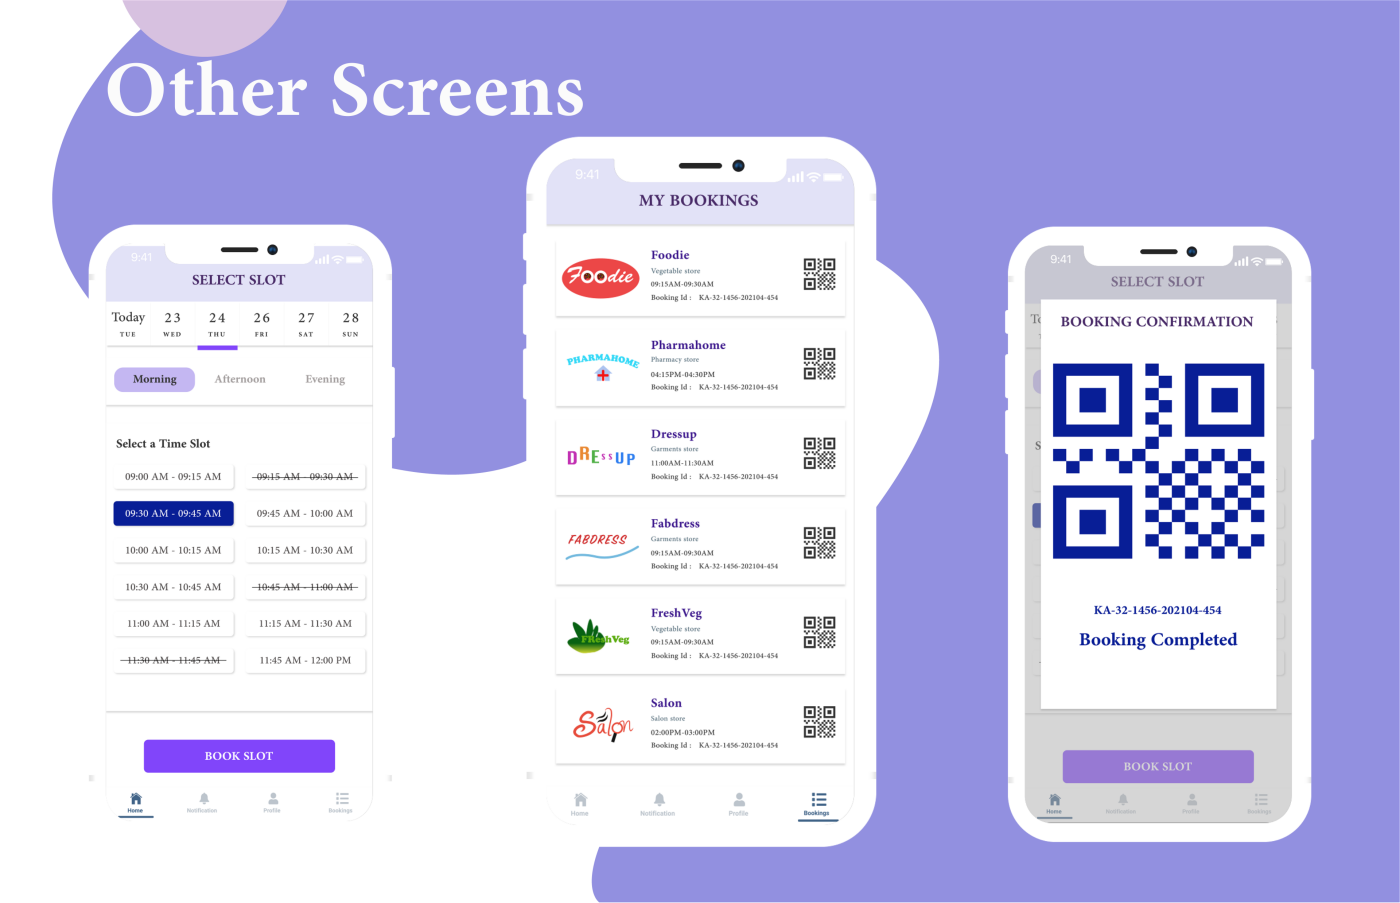 Other Screens
9:41
SELECT SLOT
Today 23 24 26 27 28
TUE WED THU FRI SAT SUN
Morning Afternoon Evening
Select a Time Slot
09:00 AM - 09:15 AM 09:15 AM - 09:30 AM
09:30 AM - 09:45 AM 09:45 AM - 10:00 AM
10:00 AM - 10:15 AM 10:15 AM - 10:30 AM
10:30 AM - 10:45 AM 10:45 AM - 11:00 AM
11:00 AM - 11:15 AM 11:15 AM - 11:30 AM
11:30 AM - 11:45 AM 11:45 AM - 12:00 PM
BOOK SLOT
Home Notification Profile Bookings
9:41
MY BOOKINGS
Foodie
Foodie
Vegetable store
09:15AM-09:30AM
Booking Id : KA-32-1456-202104-454
PHARMAHOME
Pharmahome
Pharmacy store
04:15PM-04:30PM
Booking Id : KA-32-1456-202104-454
DRESSUP
Dressup
Garments store
11:00AM-11:30AM
Booking Id : KA-32-1456-202104-454
FABDRESS
Fabdress
Garments store
09:15AM-09:30AM
Booking Id : KA-32-1456-202104-454
FReshVeg
FreshVeg
Vegetable store
09:15AM-09:30AM
Booking Id : KA-32-1456-202104-454
Salon
Salon
Salon store
02:00PM-03:00PM
Booking Id : KA-32-1456-202104-454
Home Notification Profile Bookings
9:41
SELECT SLOT
BOOKING CONFIRMATION
KA-32-1456-202104-454
Booking Completed
BOOK SLOT
Home Notification Profile Bookings